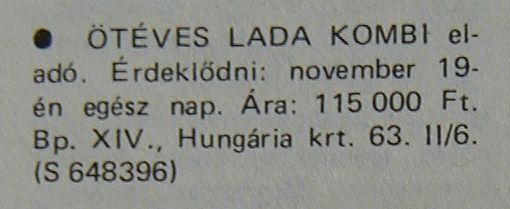 ● ÖTÉVES LADA KOMBI el-
adó. Érdeklődni: november 19-
én egész nap. Ára: 115 000 Ft.
Bp. XIV., Hungária krt. 63. II/6.
(S 648396)